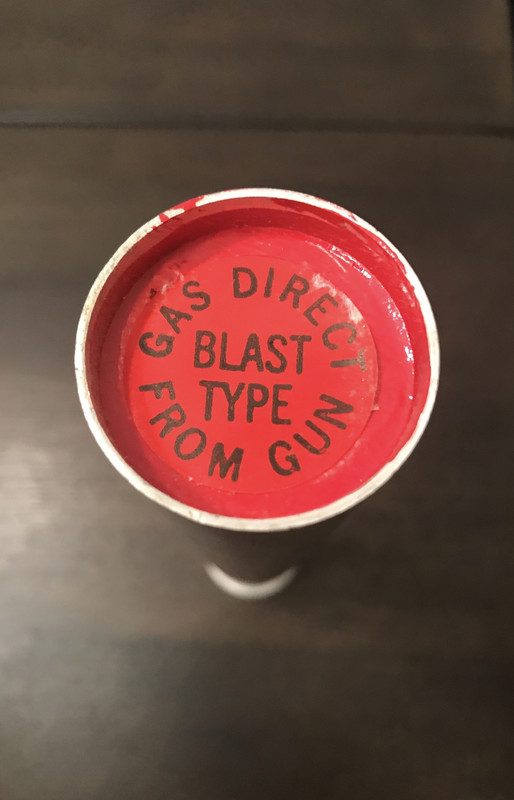 GAS DIRECT
BLAST
TYPE
FROM GUN